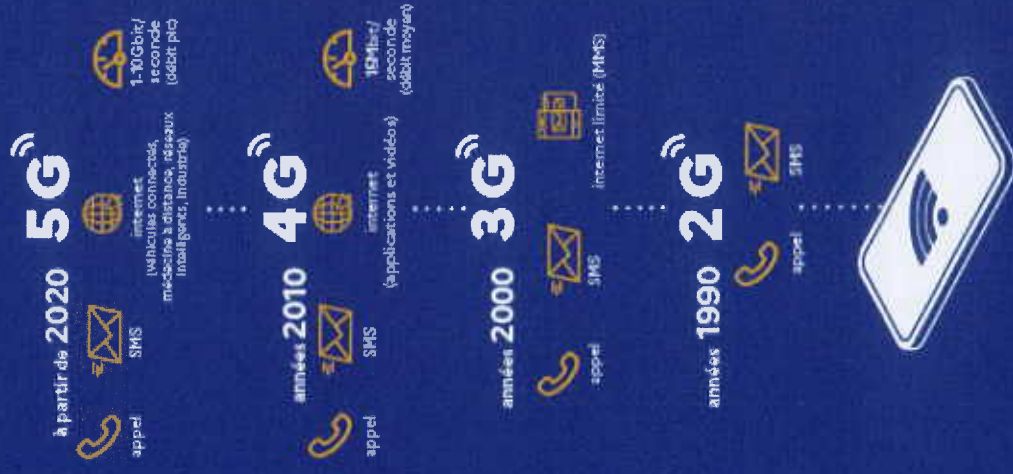 à partir de 2020 5G
appel
SMS
internet
(véhicules connectés,
médecine à distance, réseaux
intelligents, industrie)
1-10Gbit/
seconde
(débit pic)
années 2010 4G
appel
SMS
internet
(applications et vidéos)
seconde
(débit moyen)
années 2000 3G
appel
SMS
internet limité (MMS)
années 1990 2G
appel
SMS